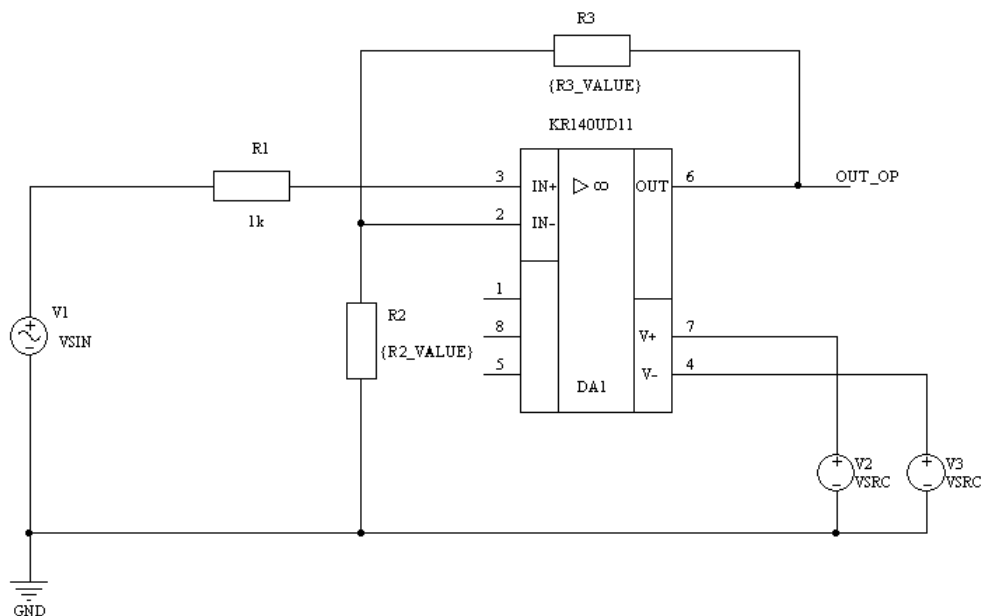 R3
{R3_VALUE}
KR140UD11
R1
1k
3
IN+
▷ ∞
OUT
6
OUT_OP
2
IN-
1
8
5
V1
VSIN
R2
{R2_VALUE}
V+
7
V-
4
DA1
V2
VSRC
V3
VSRC
GND